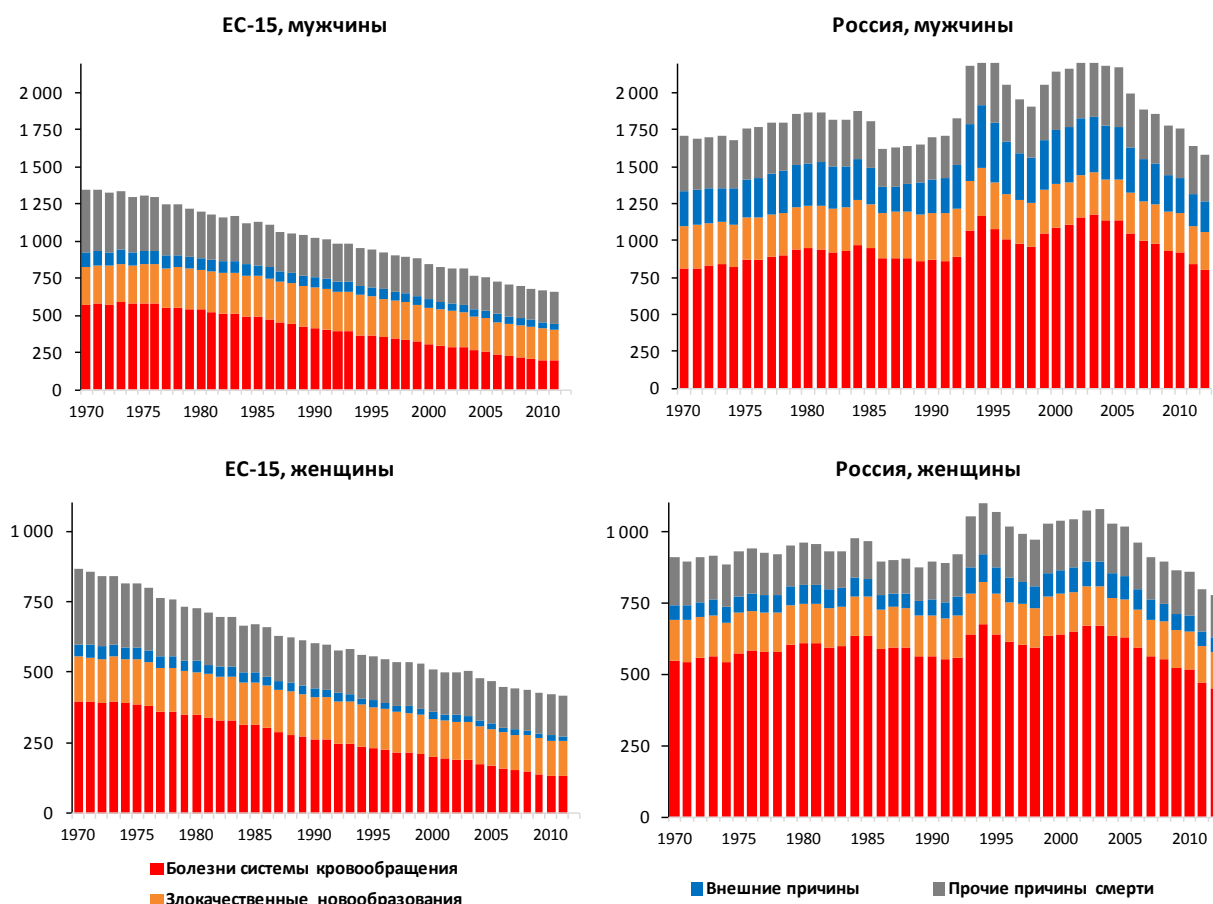 ЕС-15, мужчины
2 000
1 750
1 500
1 250
1 000
750
500
250
0
1970 1975 1980 1985 1990 1995 2000 2005 2010
Россия, мужчины
2 000
1 750
1 500
1 250
1 000
750
500
250
0
1970 1975 1980 1985 1990 1995 2000 2005 2010
ЕС-15, женщины
1 000
750
500
250
0
1970 1975 1980 1985 1990 1995 2000 2005 2010
Болезни системы кровообращения
Злокачественные новообразования
Россия, женщины
1 000
750
500
250
0
1970 1975 1980 1985 1990 1995 2000 2005 2010
Внешние причины Прочие причины смерти